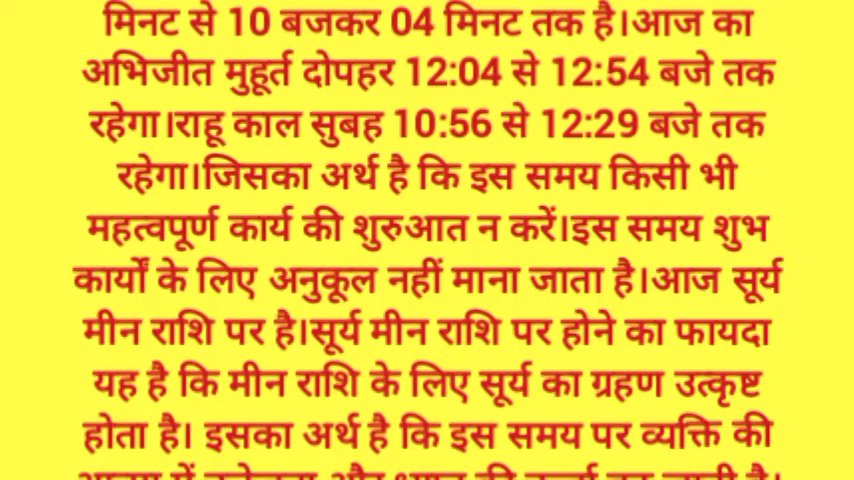 मिनट से 10 बजकर 04 मिनट तक है।आज का
अभिजीत मुहूर्त दोपहर 12:04 से 12:54 बजे तक
रहेगा।राहू काल सुबह 10:56 से 12:29 बजे तक
रहेगा।जिसका अर्थ है कि इस समय किसी भी
महत्वपूर्ण कार्य की शुरुआत न करें।इस समय शुभ
कार्यों के लिए अनुकूल नहीं माना जाता है।आज सूर्य
मीन राशि पर है।सूर्य मीन राशि पर होने का फायदा
यह है कि मीन राशि के लिए सूर्य का ग्रहण उत्कृष्ट
होता है। इसका अर्थ है कि इस समय पर व्यक्ति की